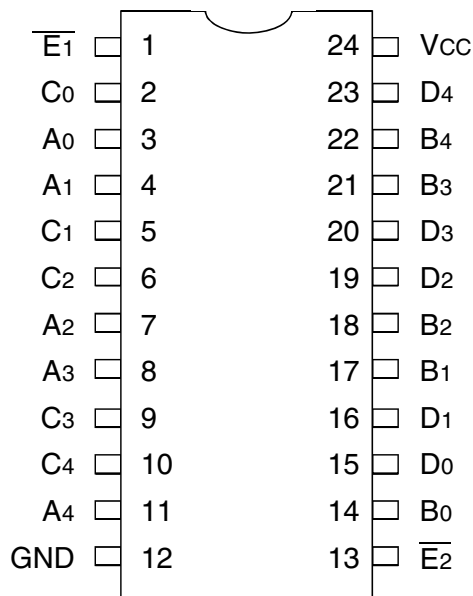 E̅1̅ 1 24 VCC
C0 2 23 D4
A0 3 22 B4
A1 4 21 B3
C1 5 20 D3
C2 6 19 D2
A2 7 18 B2
A3 8 17 B1
C3 9 16 D1
C4 10 15 D0
A4 11 14 B0
GND 12 13 E̅2̅